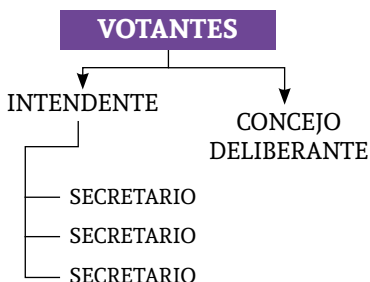 VOTANTES
INTENDENTE
CONCEJO
DELIBERANTE
SECRETARIO
SECRETARIO
SECRETARIO